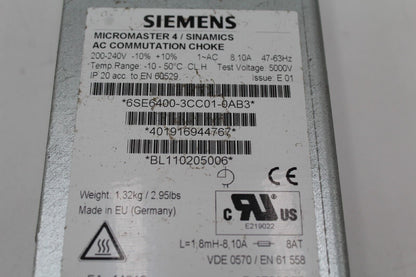 SIEMENS
MICROMASTER 4 / SINAMICS
AC COMMUTATION CHOKE
200-240V -10% +10% 1~AC 8,10A 47-63Hz
Temp Range: -10 - 50°C CL H Test Voltage 5000V
IP 20 acc to EN 60529 Issue E 01
*6SE6400-3CC01-0AB3*
*401916944767*
*BL110205006*
Weight: 1.32kg / 2.95lbs
Made in EU (Germany)
CE
C UR US
E219022
L=1,6mH-8,10A 8AT
VDE 0570 / EN 61 558